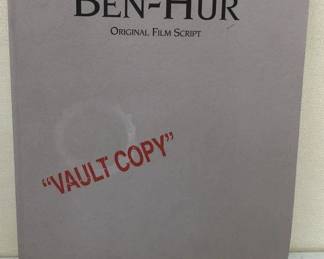 BEN-HUR
ORIGINAL FILM SCRIPT
"VAULT COPY"